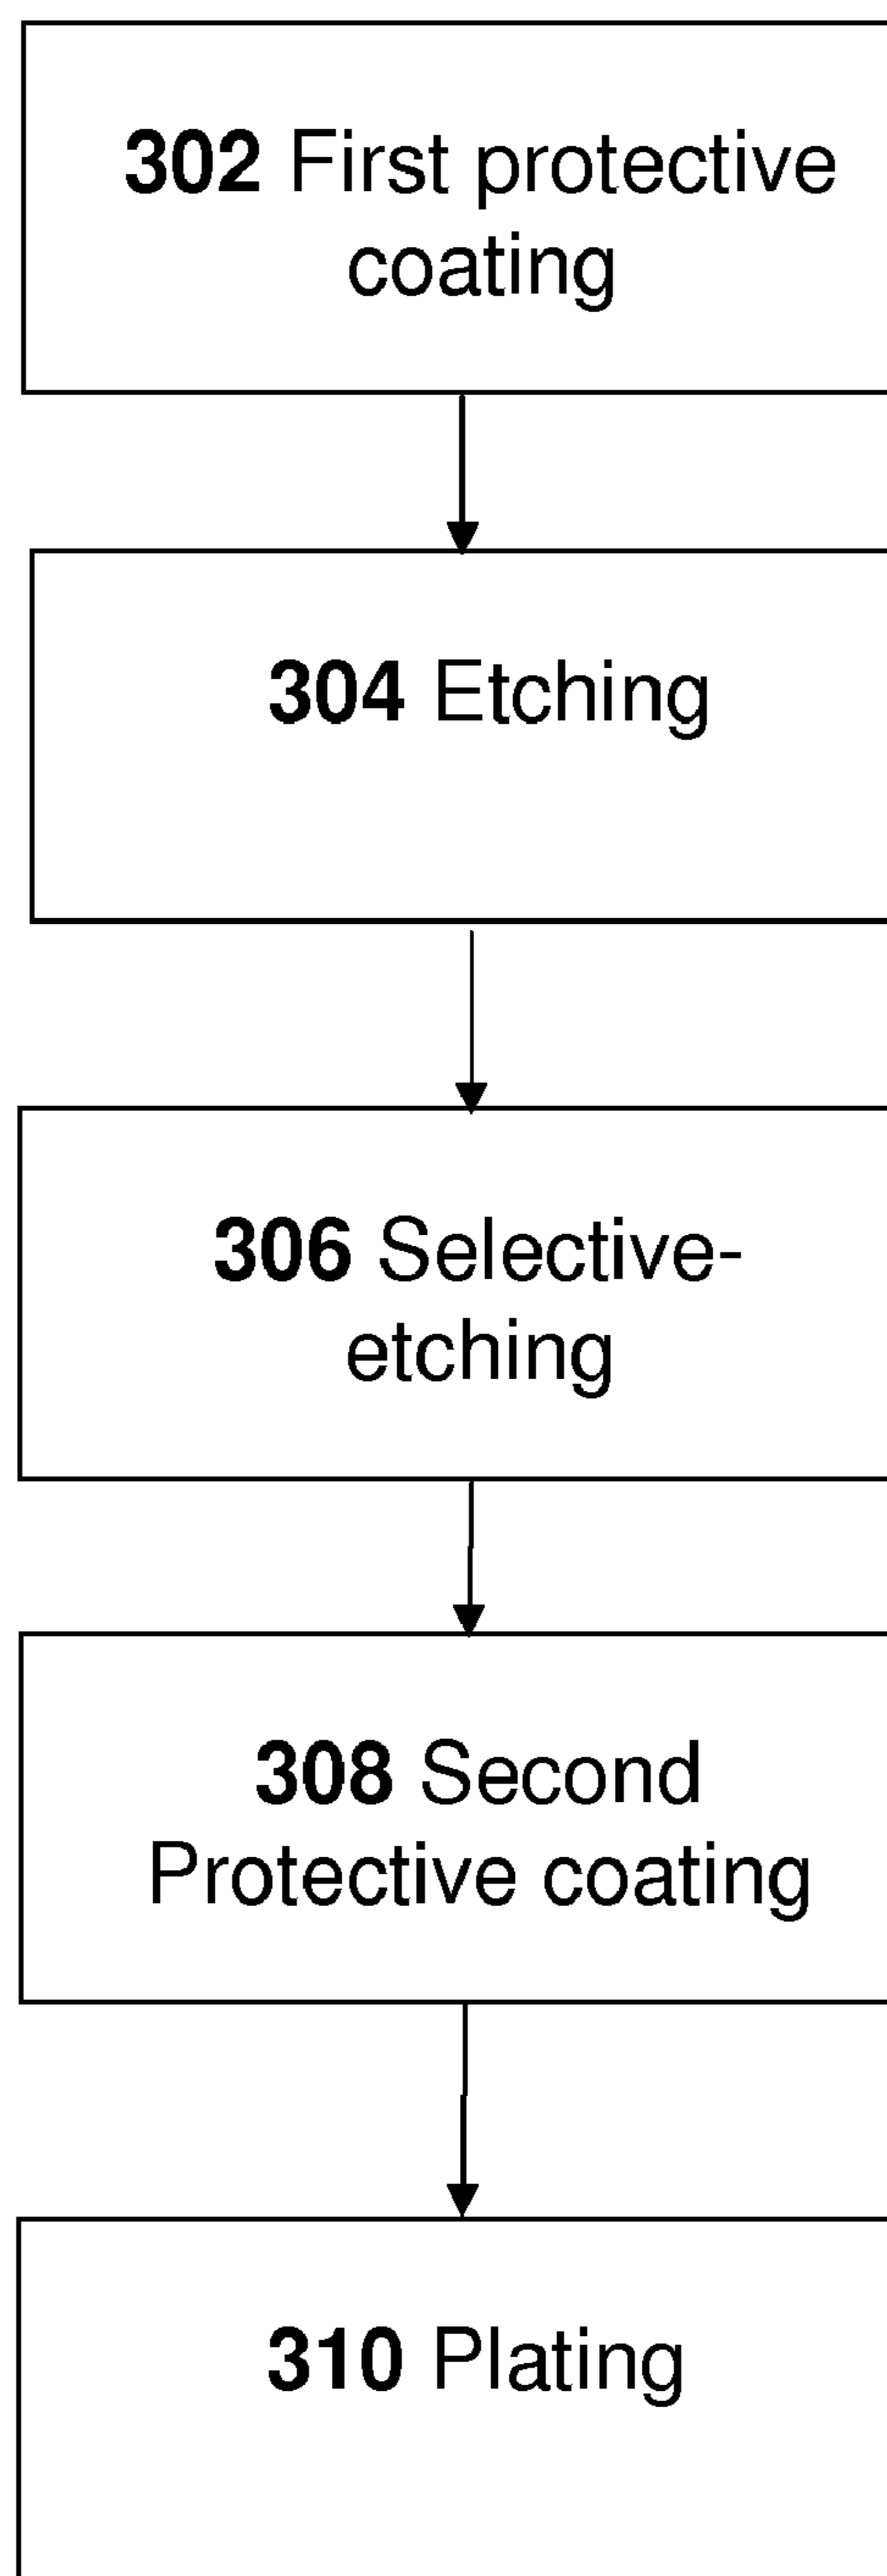 302 First protective
coating
304 Etching
306 Selective-
etching
308 Second
Protective coating
310 Plating